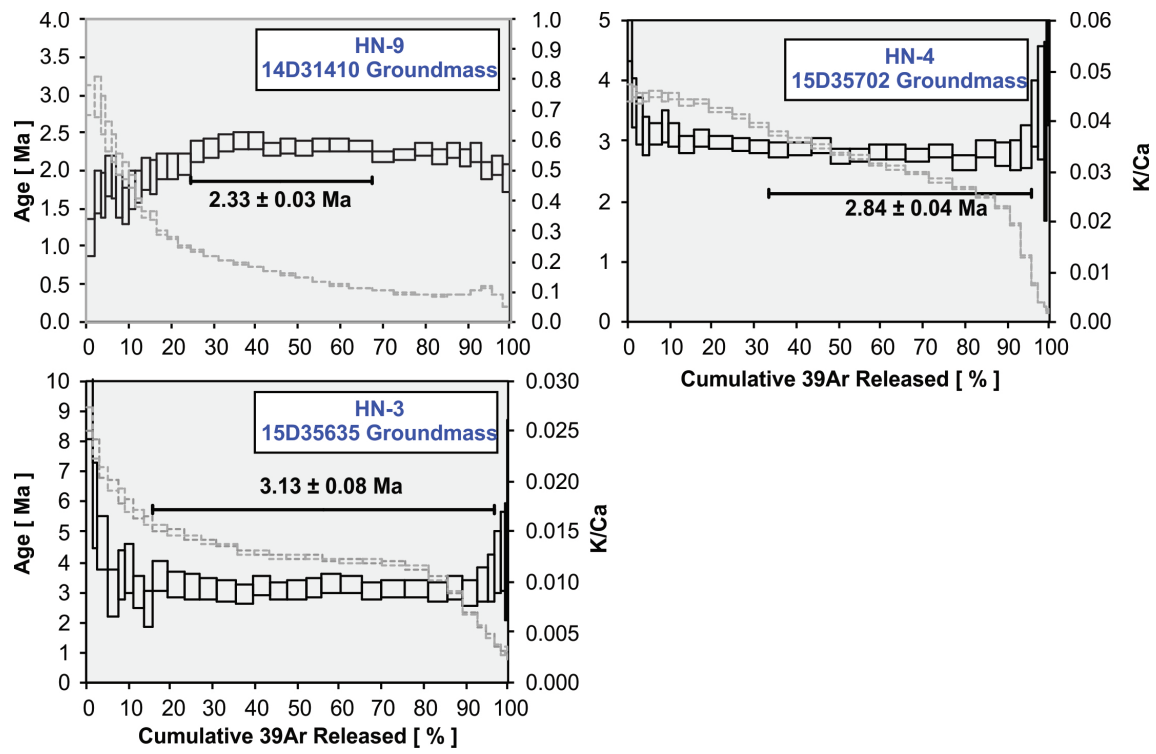 4.0
3.5
3.0
2.5
2.0
1.5
1.0
0.5
0.0
Age [ Ma ]
HN-9
14D31410 Groundmass
2.33 ± 0.03 Ma
1.0
0.9
0.8
0.7
0.6
0.5
0.4
0.3
0.2
0.1
0.0
0 10 20 30 40 50 60 70 80 90 100
5
4
3
2
1
0
HN-4
15D35702 Groundmass
2.84 ± 0.04 Ma
0.06
0.05
0.04
0.03
0.02
0.01
0.00
K/Ca
0 10 20 30 40 50 60 70 80 90 100
Cumulative 39Ar Released [ % ]
10
9
8
7
6
5
4
3
2
1
0
Age [ Ma ]
HN-3
15D35635 Groundmass
3.13 ± 0.08 Ma
0.030
0.025
0.020
0.015
0.010
0.005
0.000
K/Ca
0 10 20 30 40 50 60 70 80 90 100
Cumulative 39Ar Released [ % ]